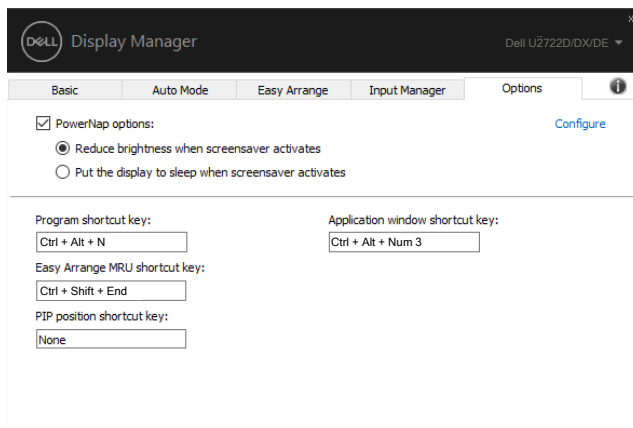 DELL Display Manager
Dell U2722D/DX/DE
Basic
Auto Mode
Easy Arrange
Input Manager
Options
PowerNap options:
Configure
Reduce brightness when screensaver activates
Put the display to sleep when screensaver activates
Program shortcut key:
Application window shortcut key:
Ctrl + Alt + N
Ctrl + Alt + Num 3
Easy Arrange MRU shortcut key:
Ctrl + Shift + End
PIP position shortcut key:
None